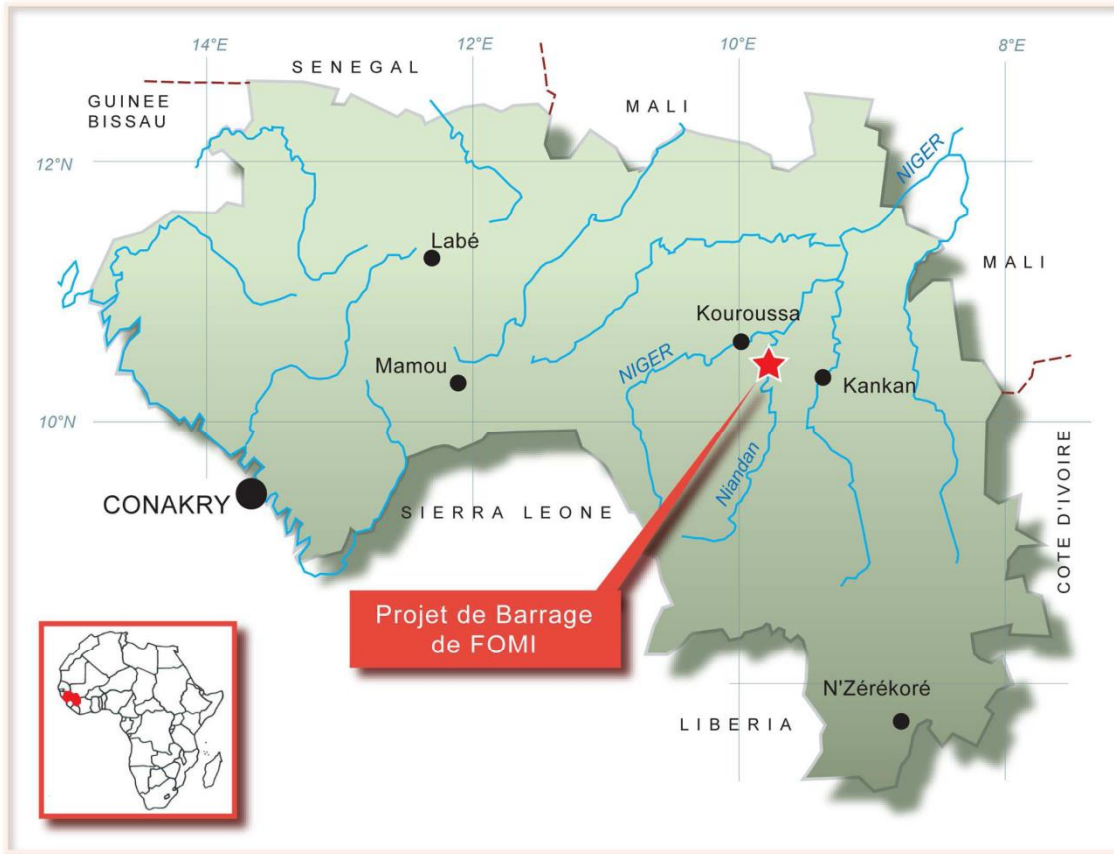 14°E
12°E
10°E
8°E
SENEGAL
GUINEE
BISSAU
MALI
12°N
NIGER
Labé
MALI
Kouroussa
NIGER
Mamou
Kankan
10°N
Niandan
CONAKRY
SIERRA LEONE
COTE D'IVOIRE
Projet de Barrage
de FOMI
N'Zérékoré
LIBERIA